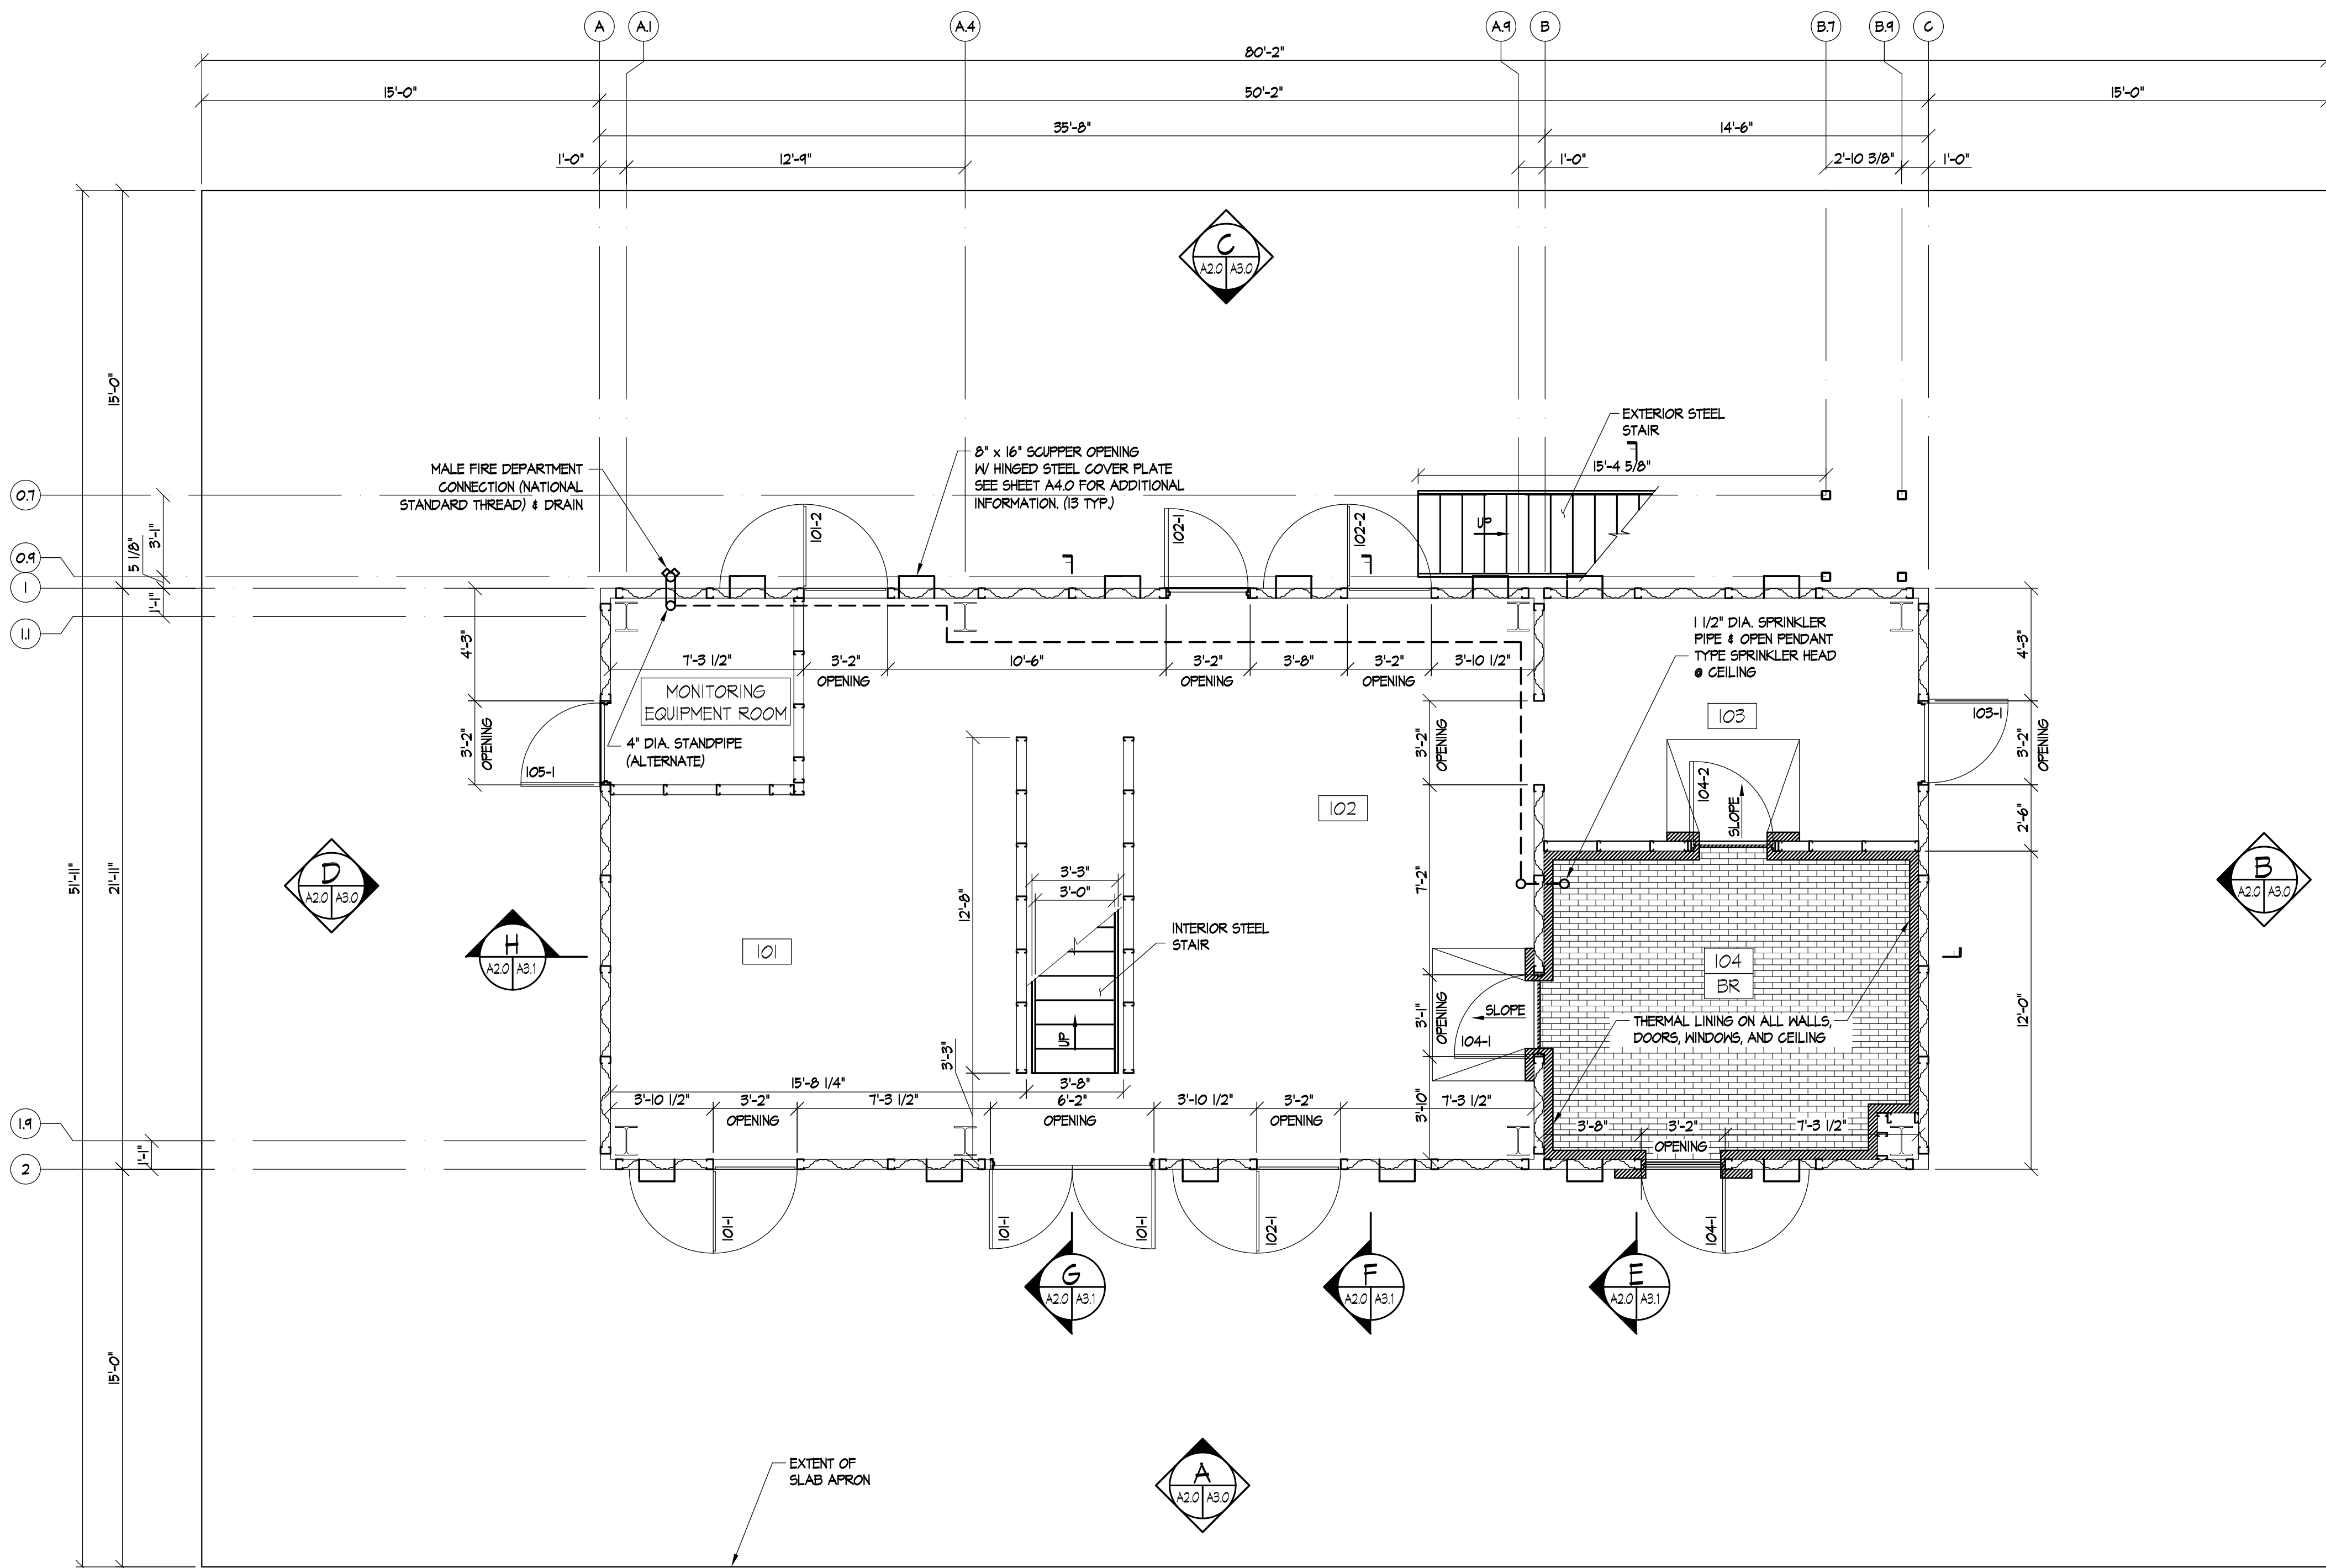 A A.1 A.4 A.9 B B.7 B.9 C
80'-2"
15'-0" 50'-2" 15'-0"
35'-8" 14'-6"
1'-0" 12'-9" 1'-0" 2'-10 3/8" 1'-0"
C
A2.0 A3.0
15'-0"
EXTERIOR STEEL
STAIR
F
15'-4 5/8"
MALE FIRE DEPARTMENT
CONNECTION (NATIONAL
STANDARD THREAD) & DRAIN
8" x 16" SCUPPER OPENING
W/ HINGED STEEL COVER PLATE
SEE SHEET A4.0 FOR ADDITIONAL
INFORMATION. (13 TYP.)
0.7
3'-1"
5 1/8"
0.9
1
1'-1"
1.1
101-2
102-1
102-2
UP
F
F
4'-3"
7'-3 1/2" 3'-2" 10'-6" 3'-2" 3'-8" 3'-2" 3'-10 1/2"
OPENING OPENING OPENING
1 1/2" DIA. SPRINKLER
PIPE & OPEN PENDANT
TYPE SPRINKLER HEAD
@ CEILING
4'-3"
MONITORING
EQUIPMENT ROOM
4" DIA. STANDPIPE
(ALTERNATE)
3'-2"
OPENING
105-1
3'-2"
OPENING
103
103-1
3'-2"
OPENING
104-2
SLOPE
102
2'-6"
51'-11"
21'-11"
D
A2.0 A3.0
H
A2.0 A3.1
101
12'-8"
3'-3"
3'-0"
INTERIOR STEEL
STAIR
UP
3'-3"
7'-2"
3'-1"
OPENING
SLOPE
104-1
3'-10"
104
BR
THERMAL LINING ON ALL WALLS,
DOORS, WINDOWS, AND CEILING
F
12'-0"
B
A2.0 A3.0
15'-8 1/4" 3'-8"
3'-10 1/2" 3'-2" 7'-3 1/2" 6'-2" 3'-10 1/2" 3'-2" 7'-3 1/2"
OPENING OPENING OPENING
3'-8" 3'-2" 7'-3 1/2"
OPENING
1.9
1'-1"
2
101-1
101-1
101-1
102-1
104-1
G
A2.0 A3.1
F
A2.0 A3.1
E
A2.0 A3.1
15'-0"
EXTENT OF
SLAB APRON
A
A2.0 A3.0